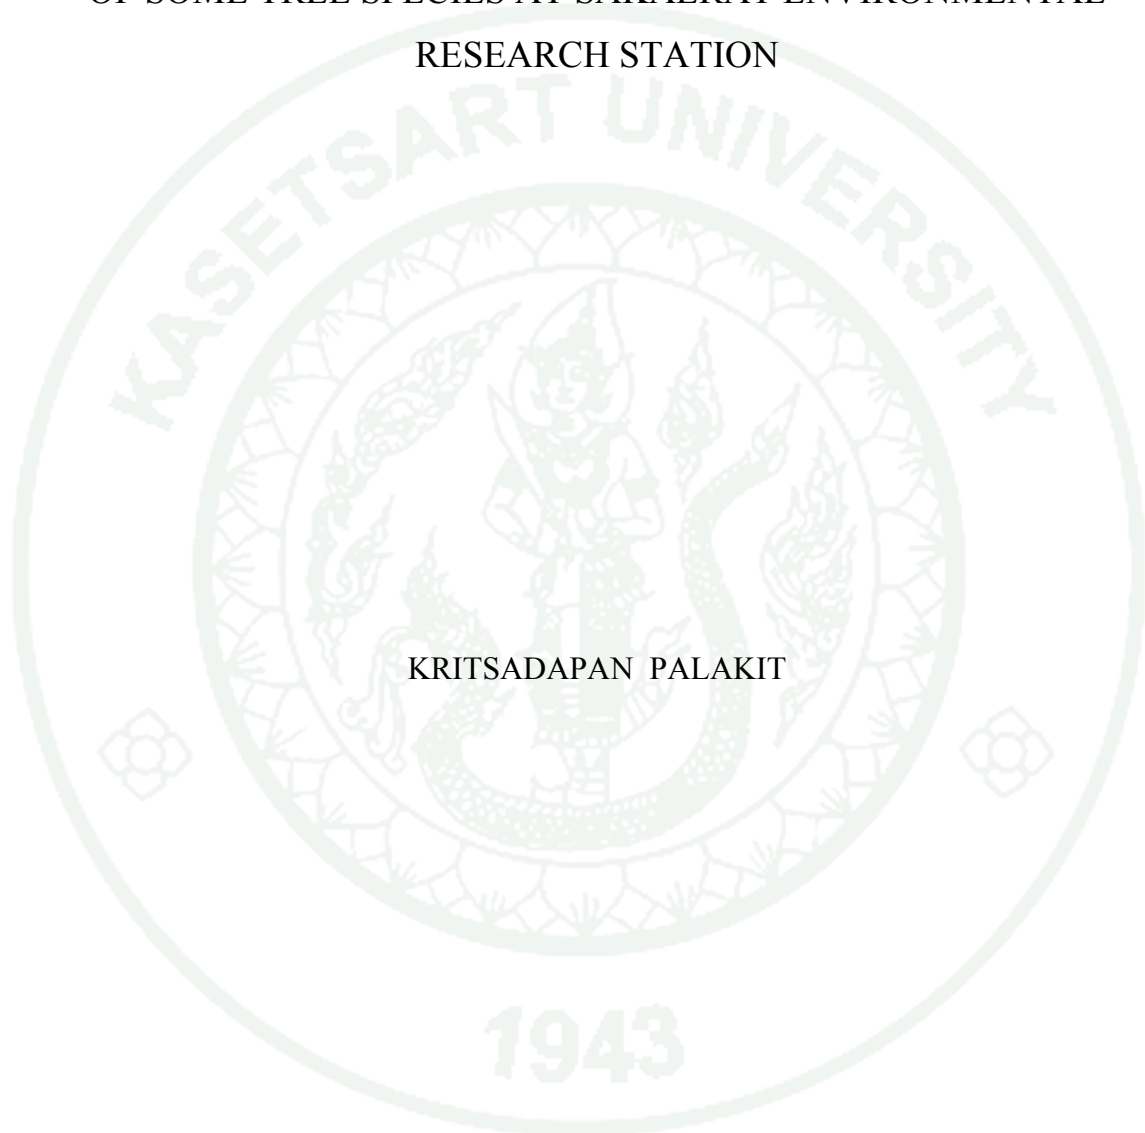 OF SOME TREE SPECIES AT SAKAERAT ENVIRONMENTAL
RESEARCH STATION
KASETSART UNIVERSITY
KRITSADAPAN PALAKIT
1943